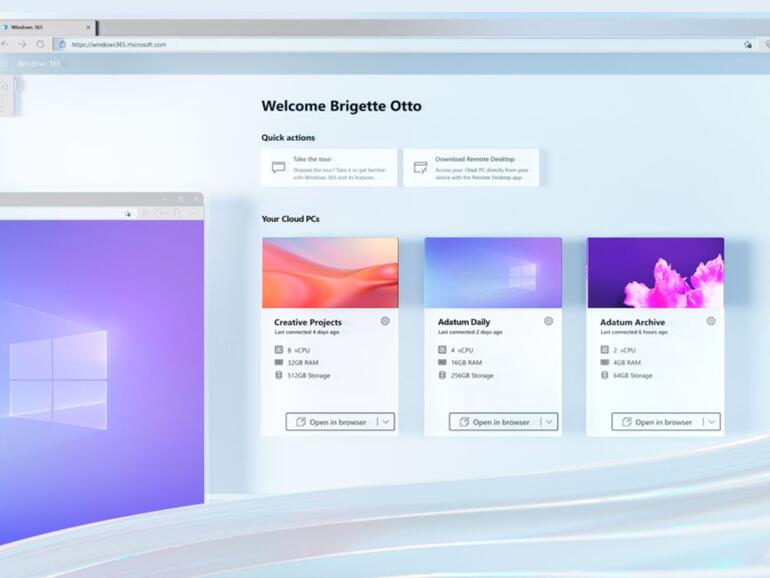 Windows 365
https://windows365.microsoft.com
Windows 365
Welcome Brigette Otto
Quick actions
Take the tour
Skipped the tour? Take it to get familiar
with Windows 365 and its features.
Download Remote Desktop
Access your Cloud PC directly from your
device with the Remote Desktop app.
Your Cloud PCs
Creative Projects
Last connected 4 days ago
8 vCPU
32GB RAM
512GB Storage
Open in browser
Adatum Daily
Last connected 2 days ago
4 vCPU
16GB RAM
256GB Storage
Open in browser
Adatum Archive
Last connected 6 hours ago
2 vCPU
4GB RAM
64GB Storage
Open in browser